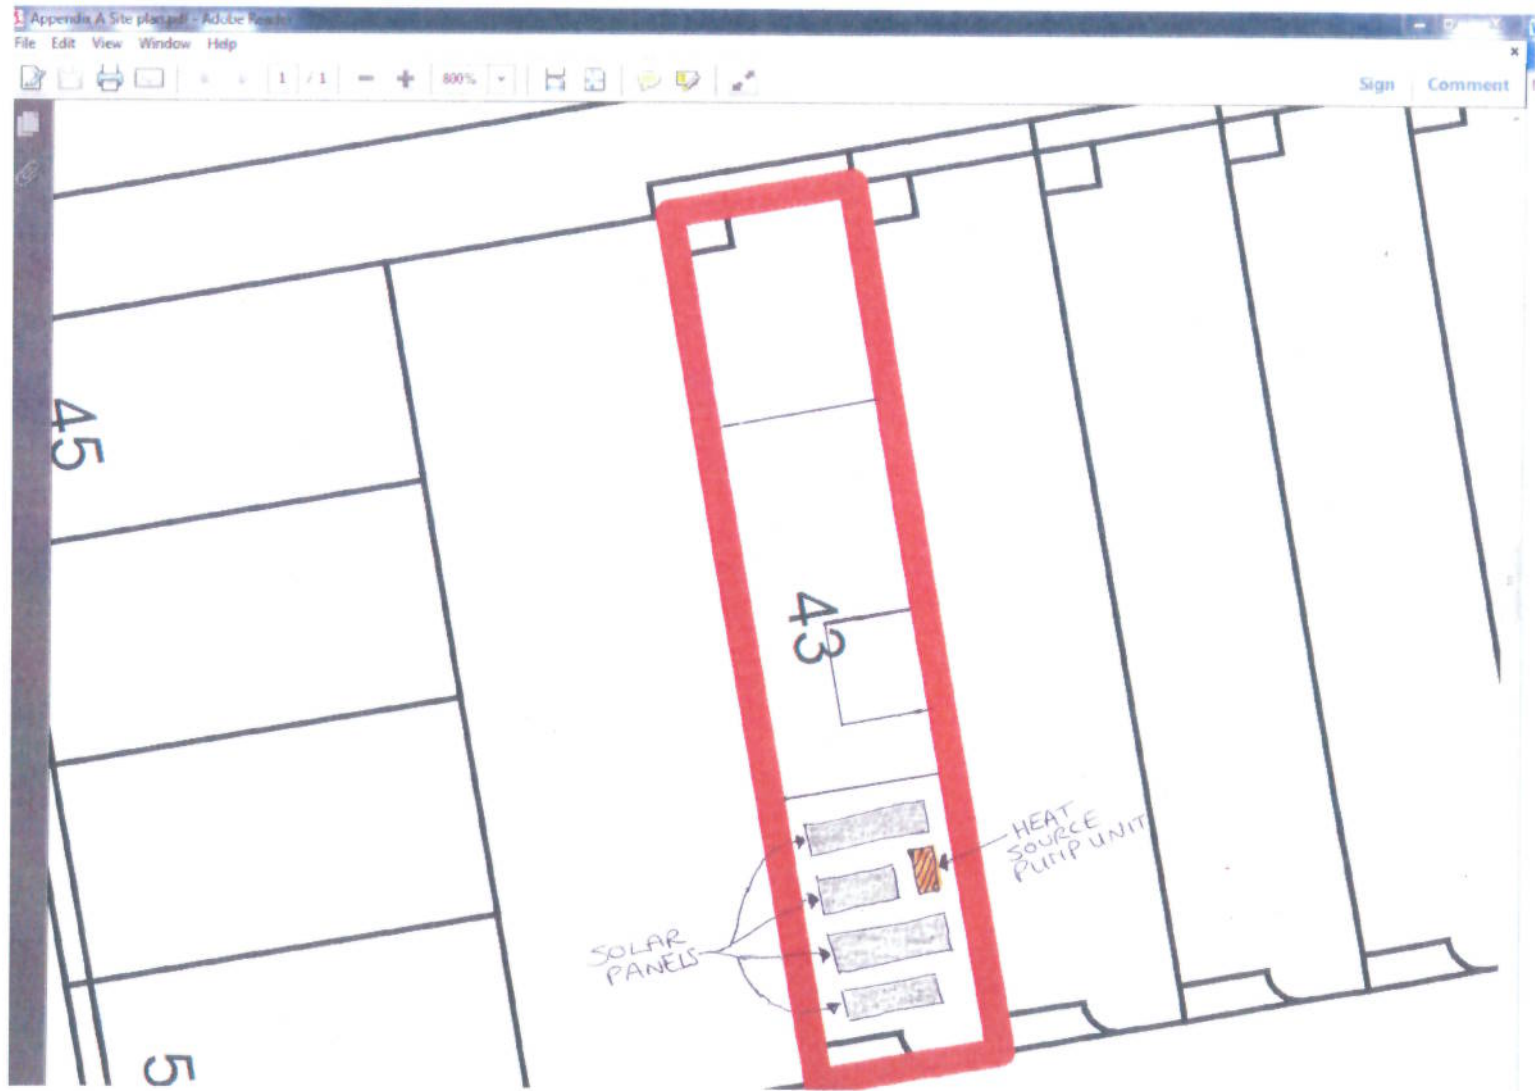 Appendix A Site plan.pdf - Adobe Reader
File Edit View Window Help
1 / 1
800%
Sign
Comment
45
43
HEAT
SOURCE
PUMP UNIT
SOLAR
PANELS
5